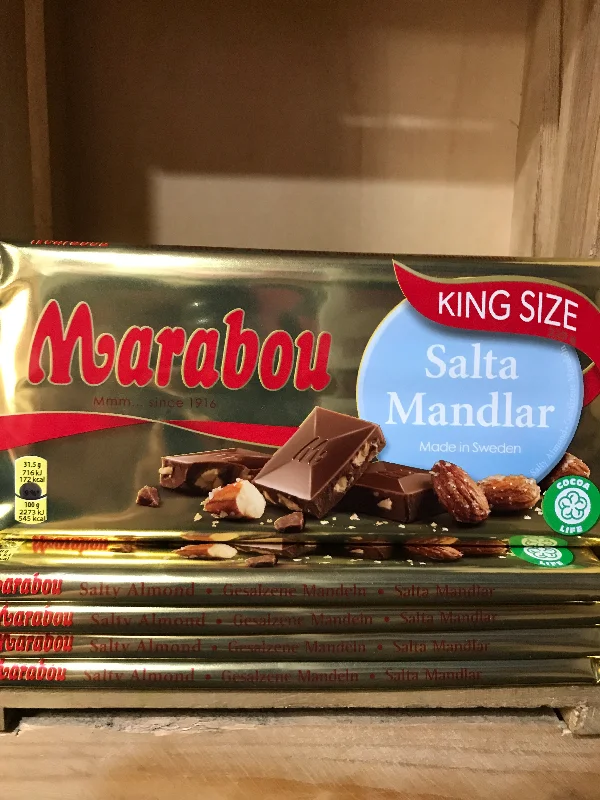 Marabou
Mmm... since 1916
KING SIZE
Salta
Mandlar
Made in Sweden
31,5 g
716 kJ
172 kcal
100 g
2273 kJ
545 kcal
COCOA
LIFE
Marabou
LIFE
Marabou Salty Almond • Gesalzene Mandeln • Salta Mandlar
Marabou Salty Almond • Gesalzene Mandeln • Salta Mandlar
Marabou Salty Almond • Gesalzene Mandeln • Salta Mandlar
Marabou Salty Almond • Gesalzene Mandeln • Salta Mandlar